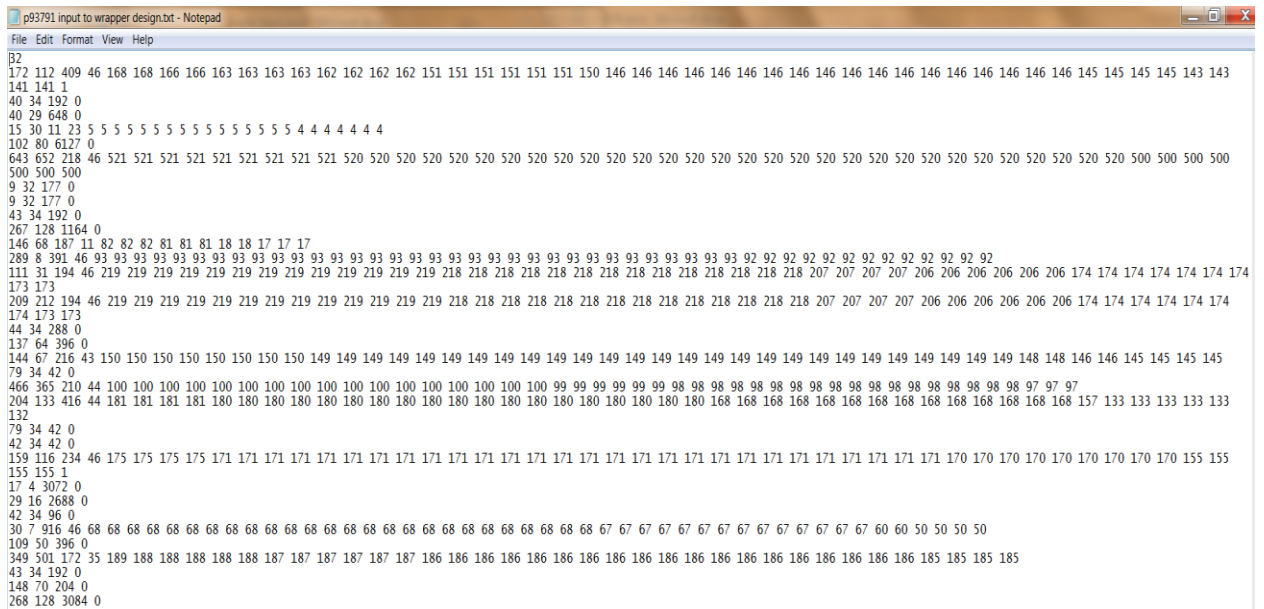 p93791 input to wrapper design.txt - Notepad
File Edit Format View Help
32
172 112 409 46 168 168 166 166 163 163 163 163 162 162 162 162 151 151 151 151 151 151 150 146 146 146 146 146 146 146 146 146 146 146 146 146 146 146 146 146 146 145 145 145 145 143 143
141 141 1
40 34 192 0
40 29 648 0
15 30 11 23 5 5 5 5 5 5 5 5 5 5 5 5 5 5 5 5 4 4 4 4 4 4 4
102 80 6127 0
643 652 218 46 521 521 521 521 521 521 521 521 521 520 520 520 520 520 520 520 520 520 520 520 520 520 520 520 520 520 520 520 520 520 520 520 520 520 520 520 520 520 520 500 500 500 500
500 500 500
9 32 177 0
9 32 177 0
43 34 192 0
267 128 1164 0
146 68 187 11 82 82 82 81 81 81 18 18 17 17 17
289 8 391 46 93 93 93 93 93 93 93 93 93 93 93 93 93 93 93 93 93 93 93 93 93 93 93 93 93 93 93 93 93 93 93 93 93 92 92 92 92 92 92 92 92 92 92 92 92 92
111 31 194 46 219 219 219 219 219 219 219 219 219 219 219 219 219 218 218 218 218 218 218 218 218 218 218 218 218 218 218 207 207 207 207 206 206 206 206 206 206 174 174 174 174 174 174 174
173 173
209 212 194 46 219 219 219 219 219 219 219 219 219 219 219 219 219 218 218 218 218 218 218 218 218 218 218 218 218 218 218 207 207 207 207 206 206 206 206 206 206 174 174 174 174 174 174
174 173 173
44 34 288 0
137 64 396 0
144 67 216 43 150 150 150 150 150 150 150 150 149 149 149 149 149 149 149 149 149 149 149 149 149 149 149 149 149 149 149 149 149 149 149 149 149 149 149 148 148 146 146 145 145 145 145
79 34 42 0
466 365 210 44 100 100 100 100 100 100 100 100 100 100 100 100 100 100 100 100 100 99 99 99 99 99 99 98 98 98 98 98 98 98 98 98 98 98 98 98 98 98 98 98 98 97 97 97
204 133 416 44 181 181 181 181 180 180 180 180 180 180 180 180 180 180 180 180 180 180 180 180 180 168 168 168 168 168 168 168 168 168 168 168 168 168 168 168 168 157 133 133 133 133 133
132
79 34 42 0
42 34 42 0
159 116 234 46 175 175 175 175 171 171 171 171 171 171 171 171 171 171 171 171 171 171 171 171 171 171 171 171 171 171 171 171 171 171 171 171 170 170 170 170 170 170 170 170 170 155 155
155 155 1
17 4 3072 0
29 16 2688 0
42 34 96 0
30 7 916 46 68 68 68 68 68 68 68 68 68 68 68 68 68 68 68 68 68 68 68 68 68 68 68 68 68 68 67 67 67 67 67 67 67 67 67 67 67 67 67 67 60 60 50 50 50 50
109 50 396 0
349 501 172 35 189 188 188 188 188 188 187 187 187 187 187 187 186 186 186 186 186 186 186 186 186 186 186 186 186 186 186 186 186 186 186 185 185 185 185
43 34 192 0
148 70 204 0
268 128 3084 0